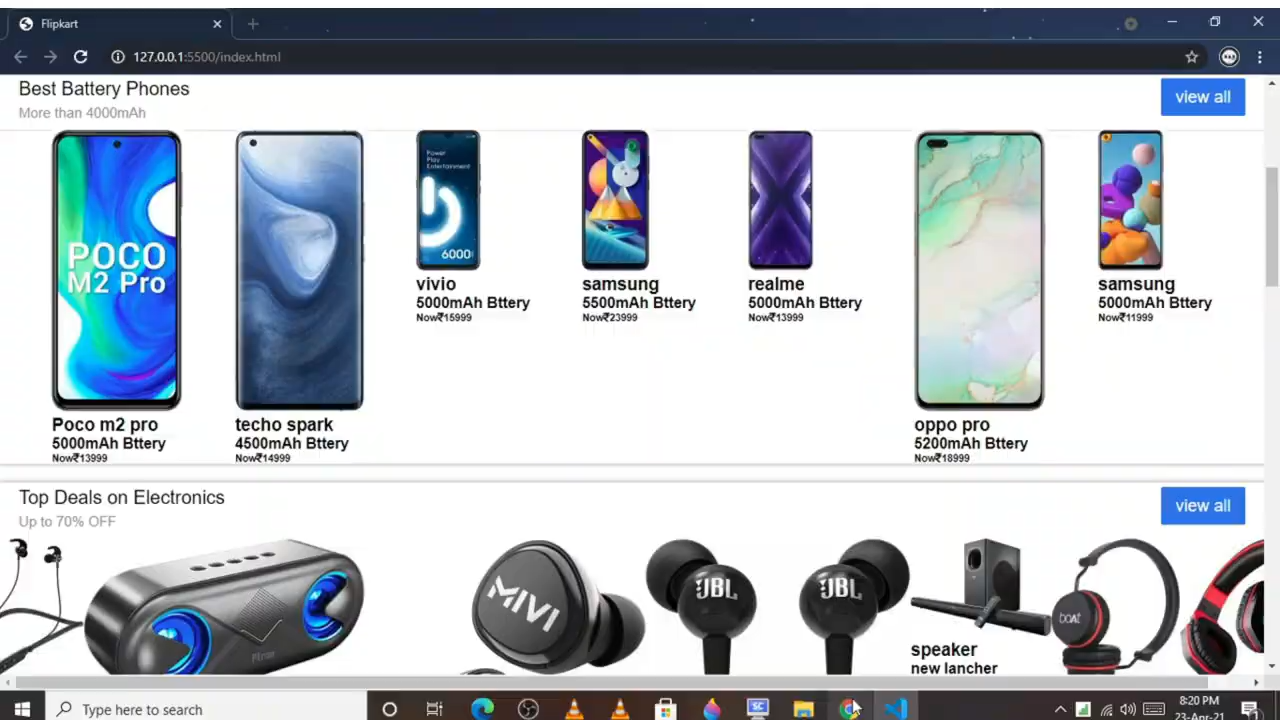 Flipkart
127.0.0.1:5500/index.html
Best Battery Phones
view all
More than 4000mAh
POCO
M2 Pro
Power
Play
Entertainment
6000
vivio
5000mAh Bttery
Now₹15999
samsung
5500mAh Bttery
Now₹23999
realme
5000mAh Bttery
Now₹13999
samsung
5000mAh Bttery
Now₹11999
Poco m2 pro
5000mAh Bttery
Now₹13999
techo spark
4500mAh Bttery
Now₹14999
oppo pro
5200mAh Bttery
Now₹18999
Top Deals on Electronics
view all
Up to 70% OFF
MIVI
JBL
JBL
boAt
speaker
new lancher
Type here to search
8:20 PM
23-Apr-21